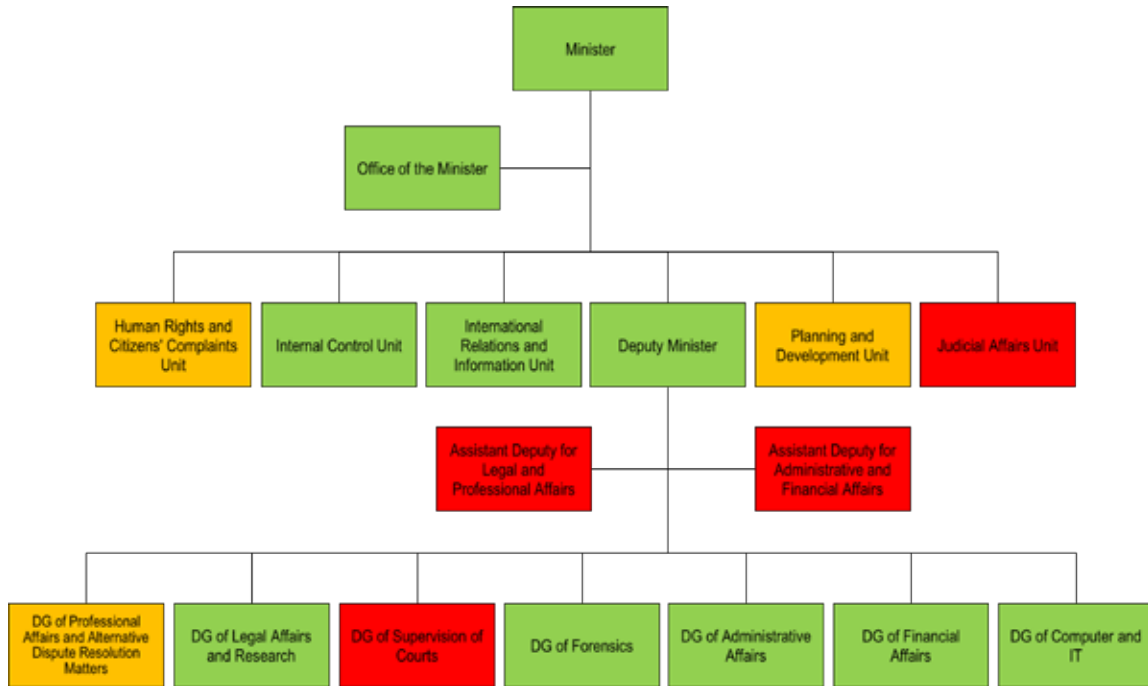 Minister
Office of the Minister
Human Rights and
Citizens' Complaints
Unit
Internal Control Unit
International
Relations and
Information Unit
Deputy Minister
Planning and
Development Unit
Judicial Affairs Unit
Assistant Deputy for
Legal and
Professional Affairs
Assistant Deputy for
Administrative and
Financial Affairs
DG of Professional
Affairs and Alternative
Dispute Resolution
Matters
DG of Legal Affairs
and Research
DG of Supervision of
Courts
DG of Forensics
DG of Administrative
Affairs
DG of Financial
Affairs
DG of Computer and
IT